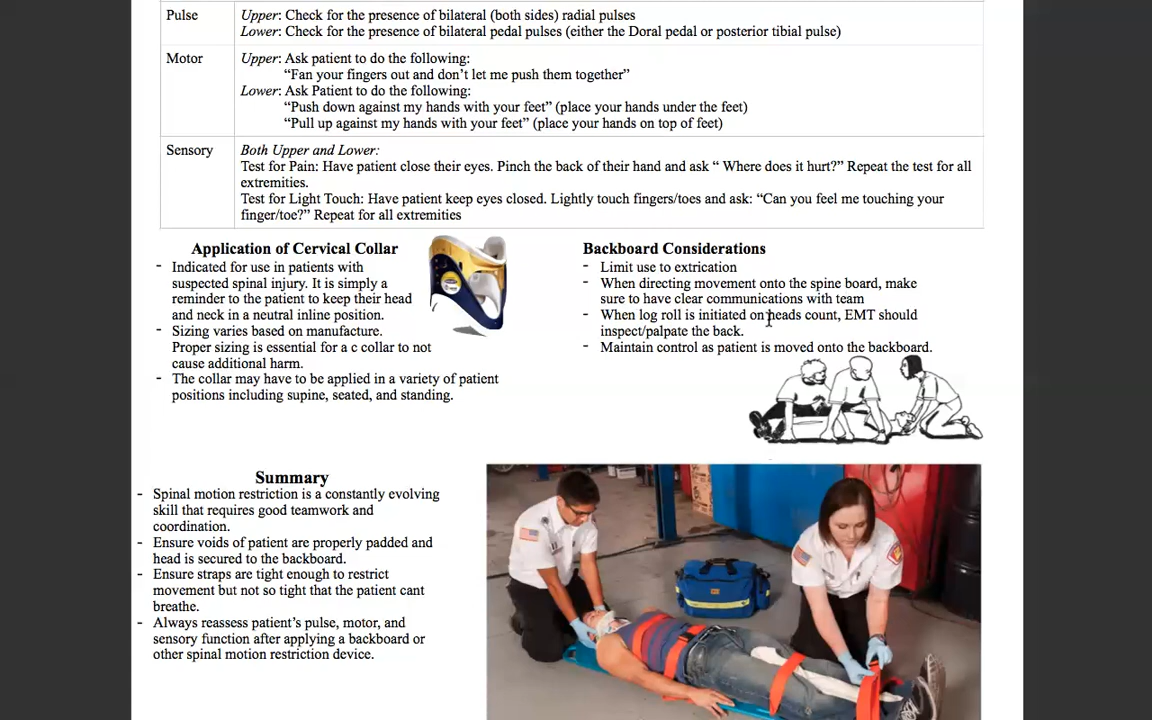 Pulse
Upper: Check for the presence of bilateral (both sides) radial pulses
Lower: Check for the presence of bilateral pedal pulses (either the Doral pedal or posterior tibial pulse)
Motor
Upper: Ask patient to do the following:
“Fan your fingers out and don’t let me push them together”
Lower: Ask Patient to do the following:
“Push down against my hands with your feet” (place your hands under the feet)
“Pull up against my hands with your feet” (place your hands on top of feet)
Sensory
Both Upper and Lower:
Test for Pain: Have patient close their eyes. Pinch the back of their hand and ask “ Where does it hurt?” Repeat the test for all
extremities.
Test for Light Touch: Have patient keep eyes closed. Lightly touch fingers/toes and ask: “Can you feel me touching your
finger/toe?” Repeat for all extremities
Application of Cervical Collar
- Indicated for use in patients with
suspected spinal injury. It is simply a
reminder to the patient to keep their head
and neck in a neutral inline position.
- Sizing varies based on manufacture.
Proper sizing is essential for a c collar to not
cause additional harm.
- The collar may have to be applied in a variety of patient
positions including supine, seated, and standing.
Backboard Considerations
- Limit use to extrication
- When directing movement onto the spine board, make
sure to have clear communications with team
- When log roll is initiated on heads count, EMT should
inspect/palpate the back.
- Maintain control as patient is moved onto the backboard.
Summary
- Spinal motion restriction is a constantly evolving
skill that requires good teamwork and
coordination.
- Ensure voids of patient are properly padded and
head is secured to the backboard.
- Ensure straps are tight enough to restrict
movement but not so tight that the patient cant
breathe.
- Always reassess patient’s pulse, motor, and
sensory function after applying a backboard or
other spinal motion restriction device.